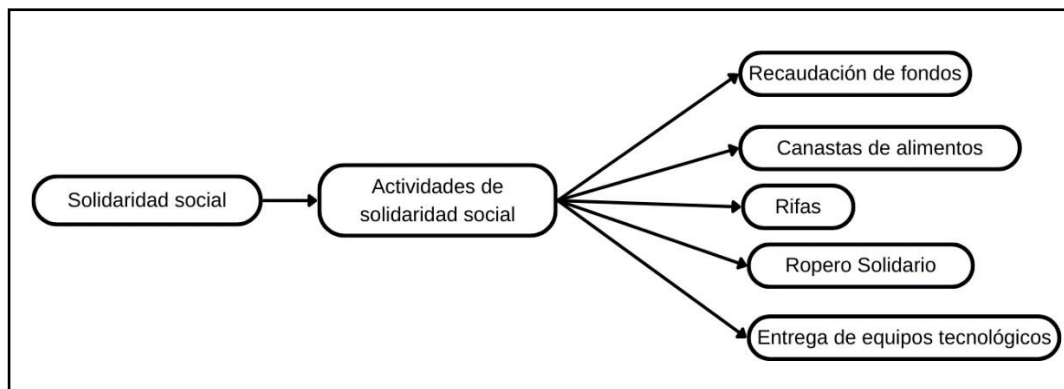 Solidaridad social
Actividades de
solidaridad social
Recaudación de fondos
Canastas de alimentos
Rifas
Ropero Solidario
Entrega de equipos tecnológicos